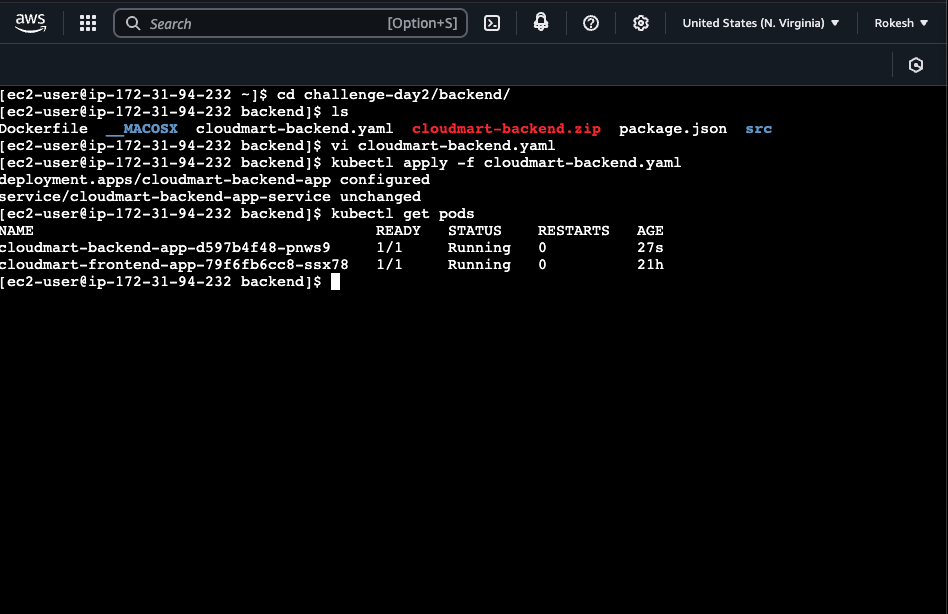 aws Search [Option+S] United States (N. Virginia) Rokesh
[ec2-user@ip-172-31-94-232 ~]$ cd challenge-day2/backend/
[ec2-user@ip-172-31-94-232 backend]$ ls
Dockerfile  __MACOSX  cloudmart-backend.yaml  cloudmart-backend.zip  package.json  src
[ec2-user@ip-172-31-94-232 backend]$ vi cloudmart-backend.yaml
[ec2-user@ip-172-31-94-232 backend]$ kubectl apply -f cloudmart-backend.yaml
deployment.apps/cloudmart-backend-app configured
service/cloudmart-backend-app-service unchanged
[ec2-user@ip-172-31-94-232 backend]$ kubectl get pods
NAME                                      READY   STATUS    RESTARTS   AGE
cloudmart-backend-app-d597b4f48-pnws9     1/1     Running   0          27s
cloudmart-frontend-app-79f6fb6cc8-ssx78   1/1     Running   0          21h
[ec2-user@ip-172-31-94-232 backend]$